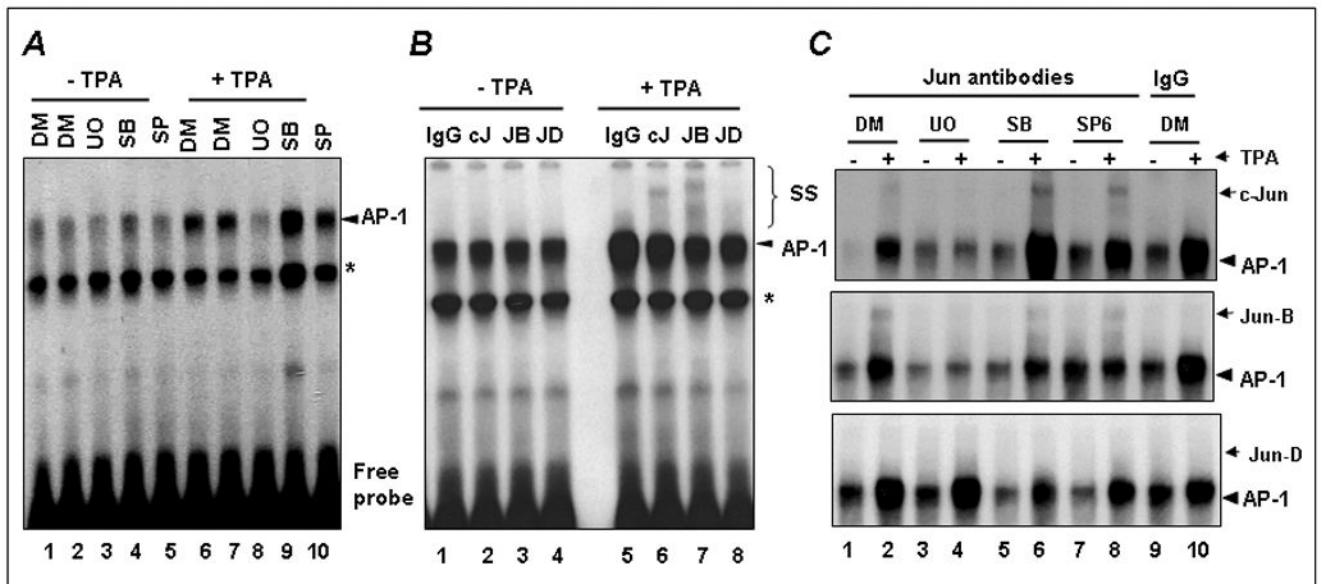 A
- TPA + TPA
DM DM UO SB SP DM DM UO SB SP
AP-1
*
Free
probe
1 2 3 4 5 6 7 8 9 10
B
- TPA + TPA
IgG cJ JB JD IgG cJ JB JD
SS
AP-1
*
1 2 3 4 5 6 7 8
C
Jun antibodies IgG
DM UO SB SP6 DM
- + - + - + - + - + TPA
c-Jun
AP-1
Jun-B
AP-1
Jun-D
AP-1
1 2 3 4 5 6 7 8 9 10